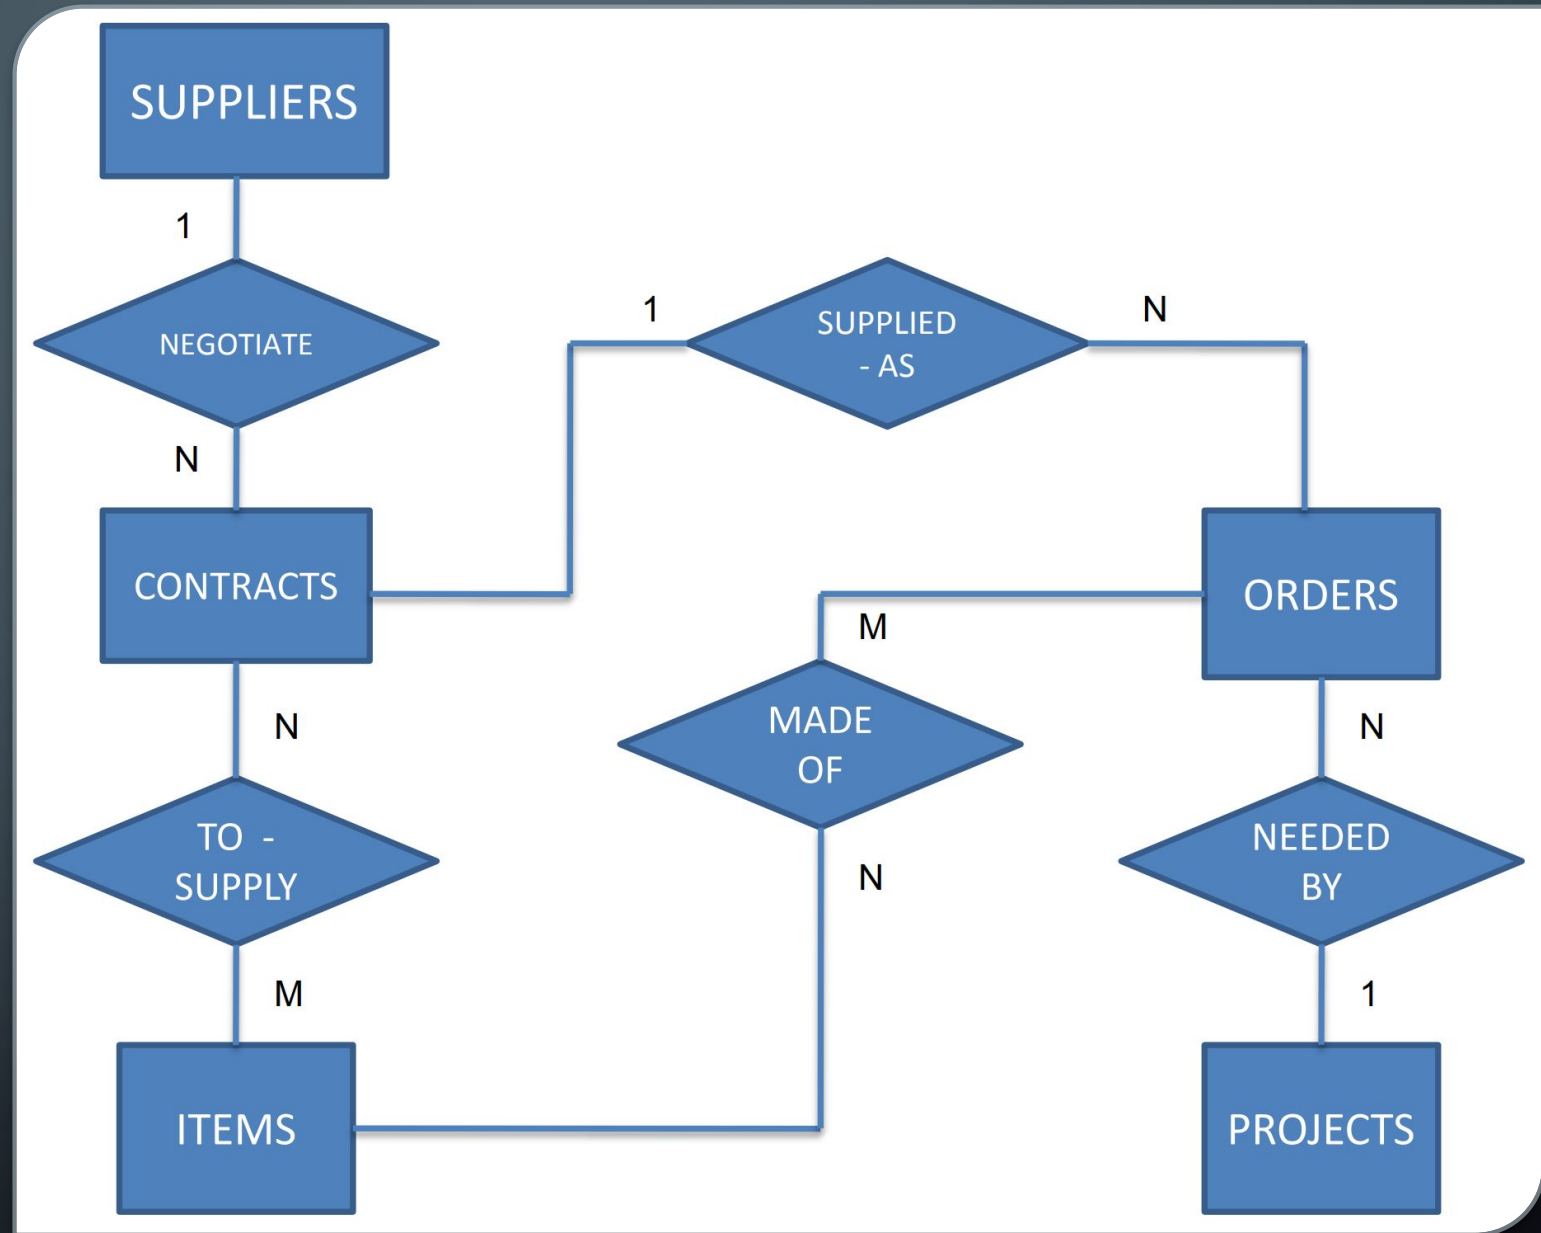 SUPPLIERS
1
NEGOTIATE
1
SUPPLIED
- AS
N
N
CONTRACTS
ORDERS
M
N
MADE
OF
N
TO -
SUPPLY
NEEDED
BY
N
M
1
ITEMS
PROJECTS